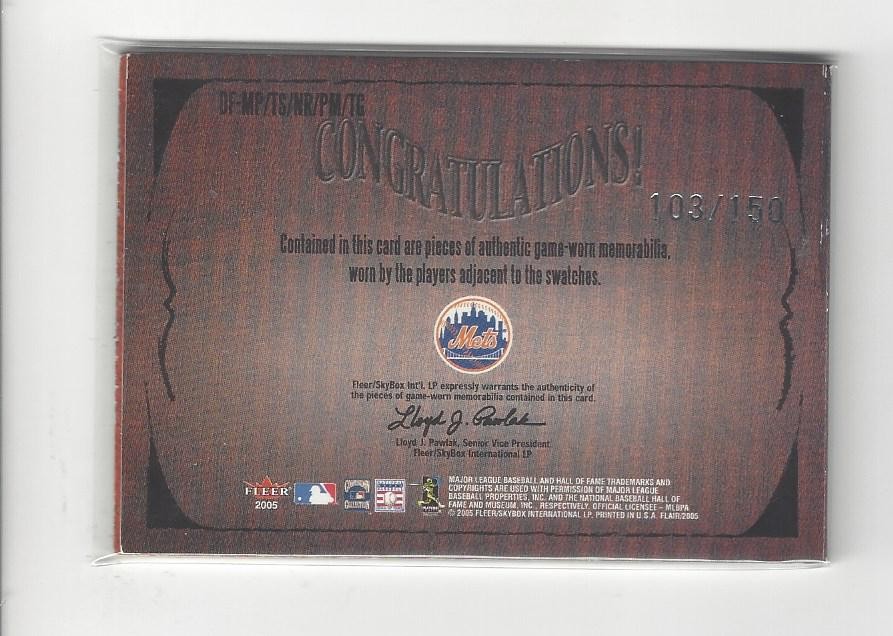 DF-MP/TS/NR/PM/TG
CONGRATULATIONS!
103/150
Contained in this card are pieces of authentic game-worn memorabilia,
worn by the players adjacent to the swatches.
Mets
Fleer/SkyBox Int'l. LP expressly warrants the authenticity of
the pieces of game-worn memorabilia contained in this card.
Lloyd J. Pawlak
Lloyd J. Pawlak, Senior Vice President
Fleer/SkyBox International LP
FLEER
2005
MAJOR LEAGUE BASEBALL AND HALL OF FAME TRADEMARKS AND
COPYRIGHTS ARE USED WITH PERMISSION OF MAJOR LEAGUE
BASEBALL PROPERTIES, INC. AND THE NATIONAL BASEBALL HALL OF
FAME AND MUSEUM, INC., RESPECTIVELY. OFFICIAL LICENSEE – MLBPA
© 2005 FLEER/SKYBOX INTERNATIONAL LP. PRINTED IN U.S.A. FLAIR/2005